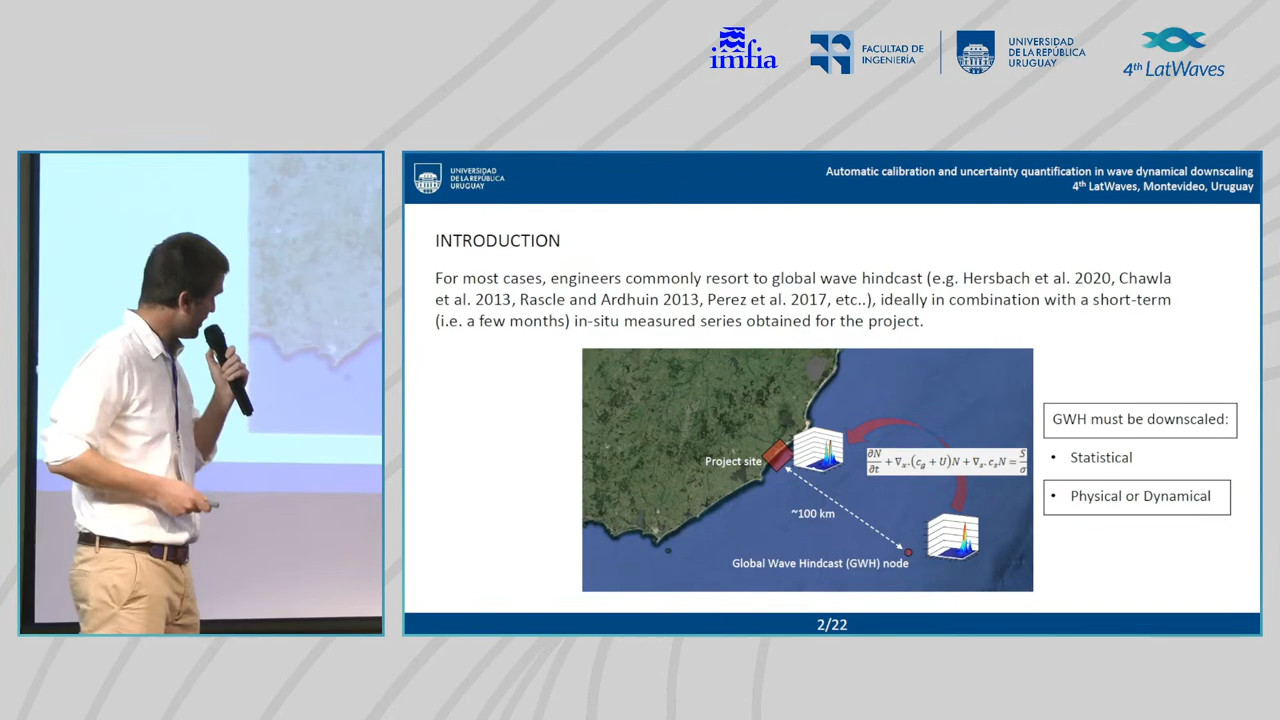 imfia
FACULTAD DE
INGENIERÍA
UNIVERSIDAD
DE LA REPÚBLICA
URUGUAY
4th LatWaves
UNIVERSIDAD
DE LA REPÚBLICA
URUGUAY
Automatic calibration and uncertainty quantification in wave dynamical downscaling
4th LatWaves, Montevideo, Uruguay
INTRODUCTION
For most cases, engineers commonly resort to global wave hindcast (e.g. Hersbach et al. 2020, Chawla
et al. 2013, Rascle and Ardhuin 2013, Perez et al. 2017, etc..), ideally in combination with a short-term
(i.e. a few months) in-situ measured series obtained for the project.
Project site
∂N/∂t + ∇x.(cg + U)N + ∇s.csN = S/σ
~100 km
Global Wave Hindcast (GWH) node
GWH must be downscaled:
• Statistical
• Physical or Dynamical
2/22